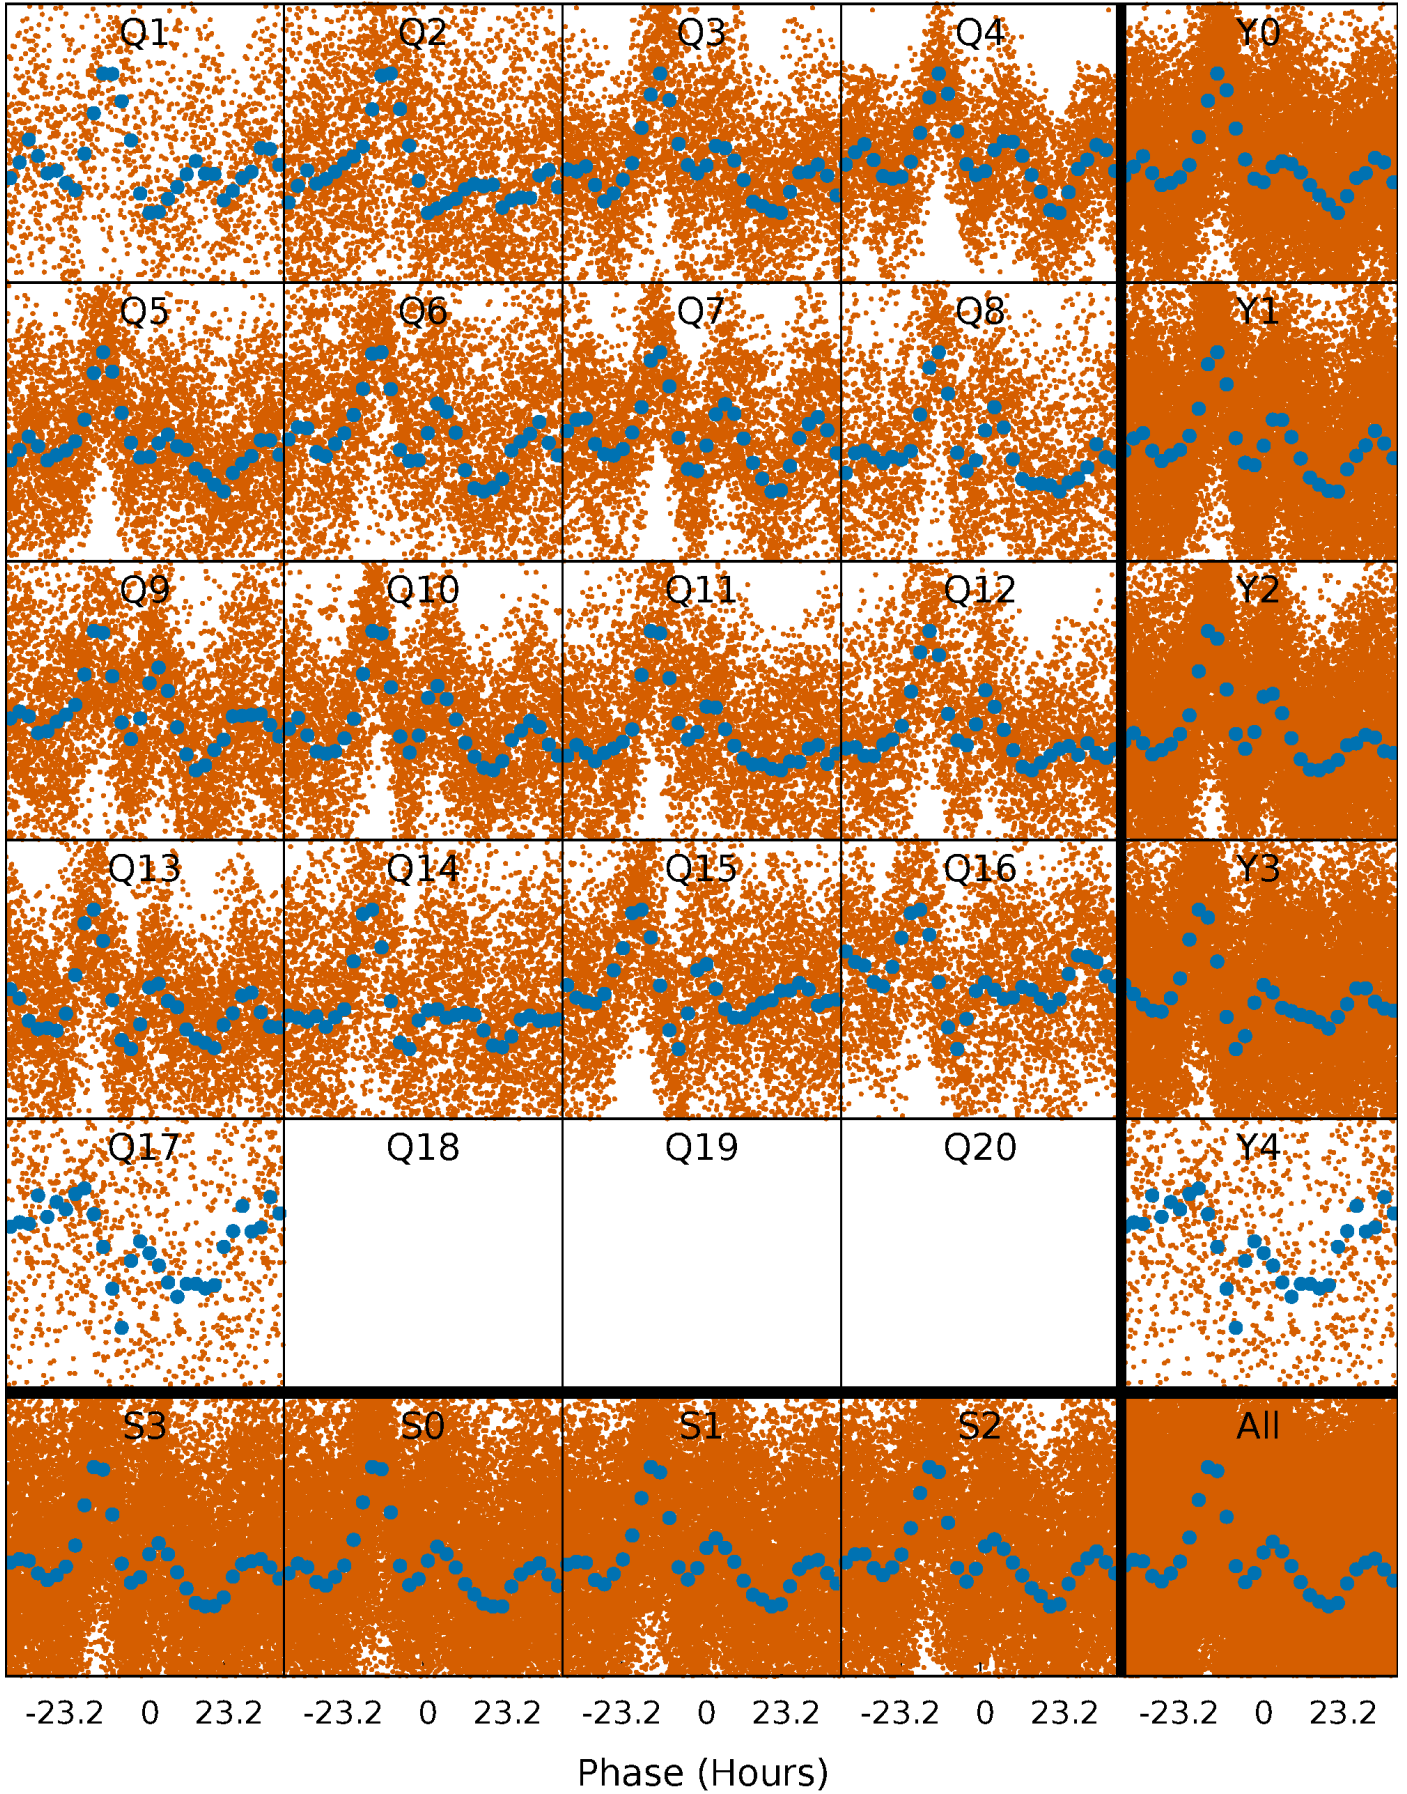 Q1 Q2 Q3 Q4 Y0
Q5 Q6 Q7 Q8 Y1
Q9 Q10 Q11 Q12 Y2
Q13 Q14 Q15 Q16 Y3
Q17 Q18 Q19 Q20 Y4
S3 S0 S1 S2 All
-23.2 0 23.2 -23.2 0 23.2 -23.2 0 23.2 -23.2 0 23.2 -23.2 0 23.2
Phase (Hours)